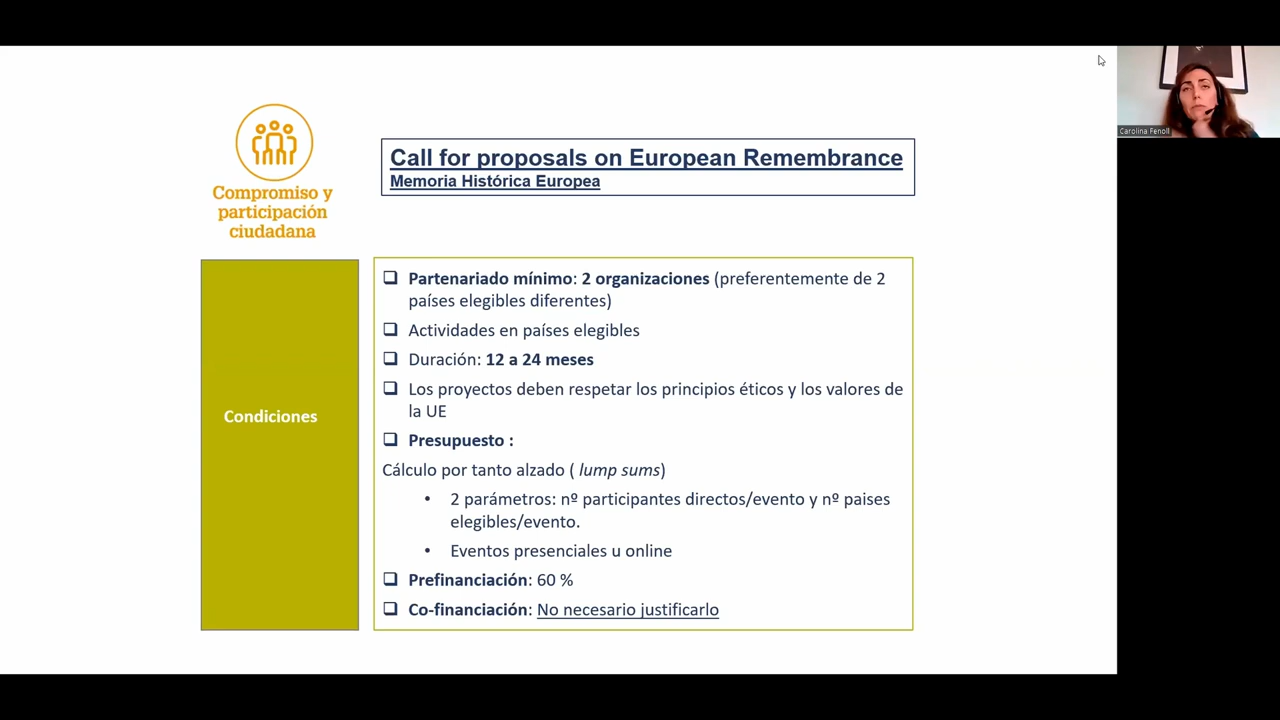 Compromiso y
participación
ciudadana
Call for proposals on European Remembrance
Memoria Histórica Europea
Condiciones
Partenariado mínimo: 2 organizaciones (preferentemente de 2
países elegibles diferentes)
Actividades en países elegibles
Duración: 12 a 24 meses
Los proyectos deben respetar los principios éticos y los valores de
la UE
Presupuesto :
Cálculo por tanto alzado ( lump sums)
• 2 parámetros: nº participantes directos/evento y nº paises
elegibles/evento.
• Eventos presenciales u online
Prefinanciación: 60 %
Co-financiación: No necesario justificarlo
Carolina Fenoll